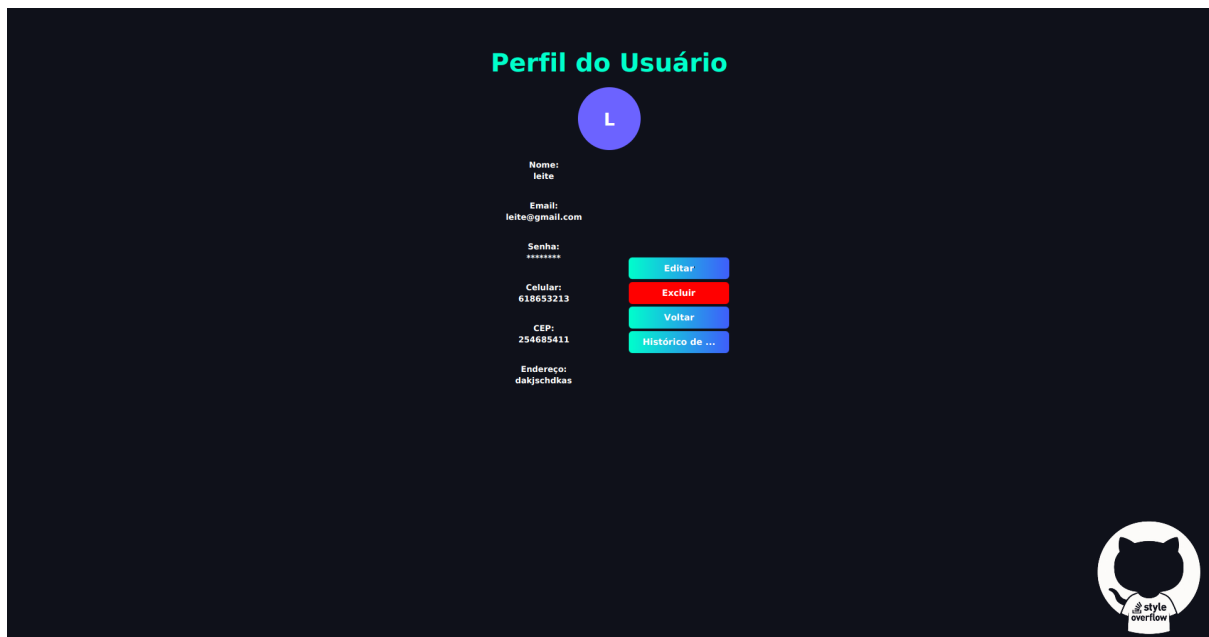 Perfil do Usuário
L
Nome:
leite
Email:
leite@gmail.com
Senha:
********
Celular:
618653213
CEP:
254685411
Endereço:
dakjschdkas
Editar
Excluir
Voltar
Histórico de ...
style
overflow